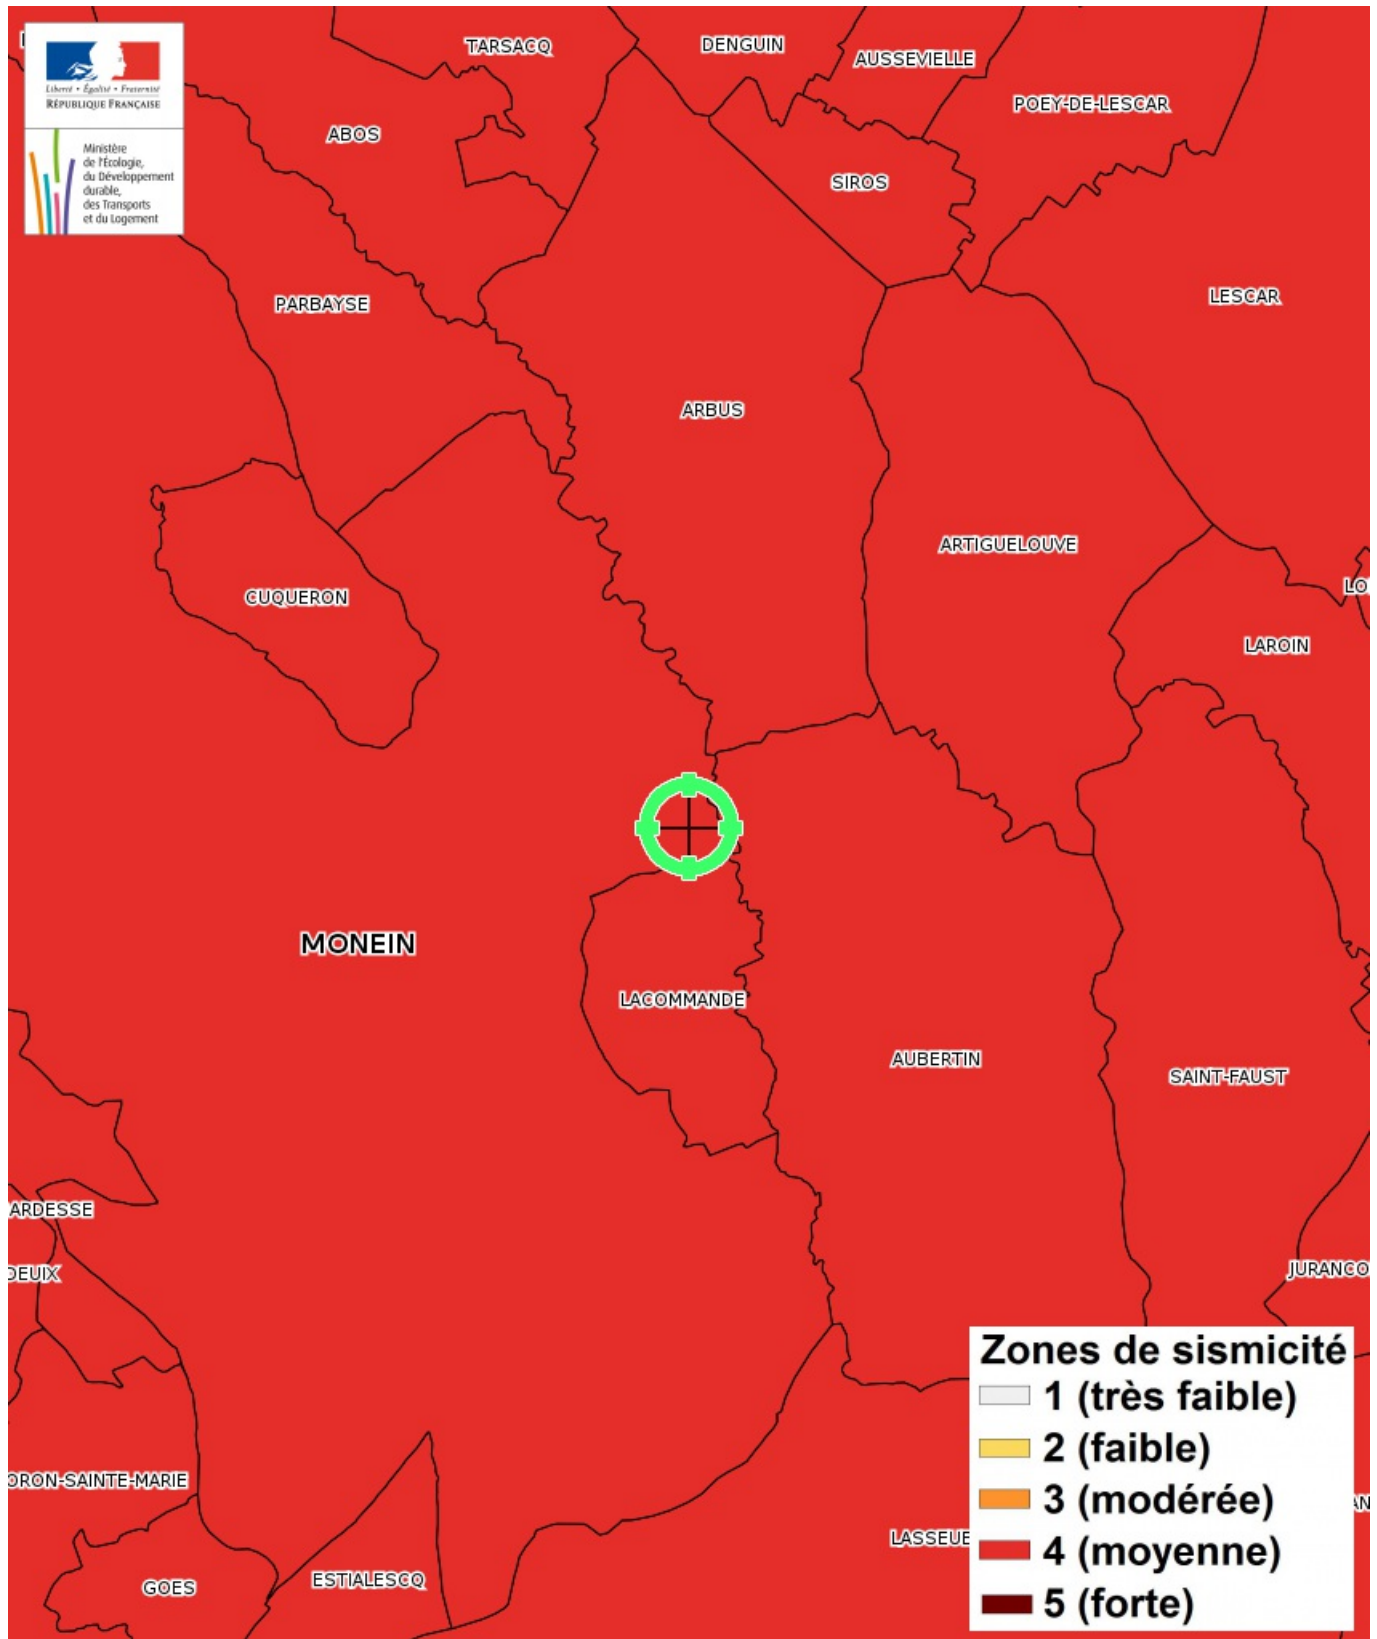 TARSACQ
DENGUIN
AUSSEVIELLE
POEY-DE-LESCAR
Liberté • Égalité • Fraternité
RÉPUBLIQUE FRANÇAISE
ABOS
Ministère
de l'Écologie,
du Développement
durable,
des Transports
et du Logement
SIROS
PARBAYSE
LESCAR
ARBUS
ARTIGUELOUVE
LO
CUQUERON
LAROIN
MONEIN
LACOMMANDE
AUBERTIN
SAINT-FAUST
ARDESSE
DEUIX
JURANCO
Zones de sismicité
1 (très faible)
2 (faible)
3 (modérée)
4 (moyenne)
5 (forte)
ORON-SAINTE-MARIE
AN
LASSEUB
GOES
ESTIALESCQ